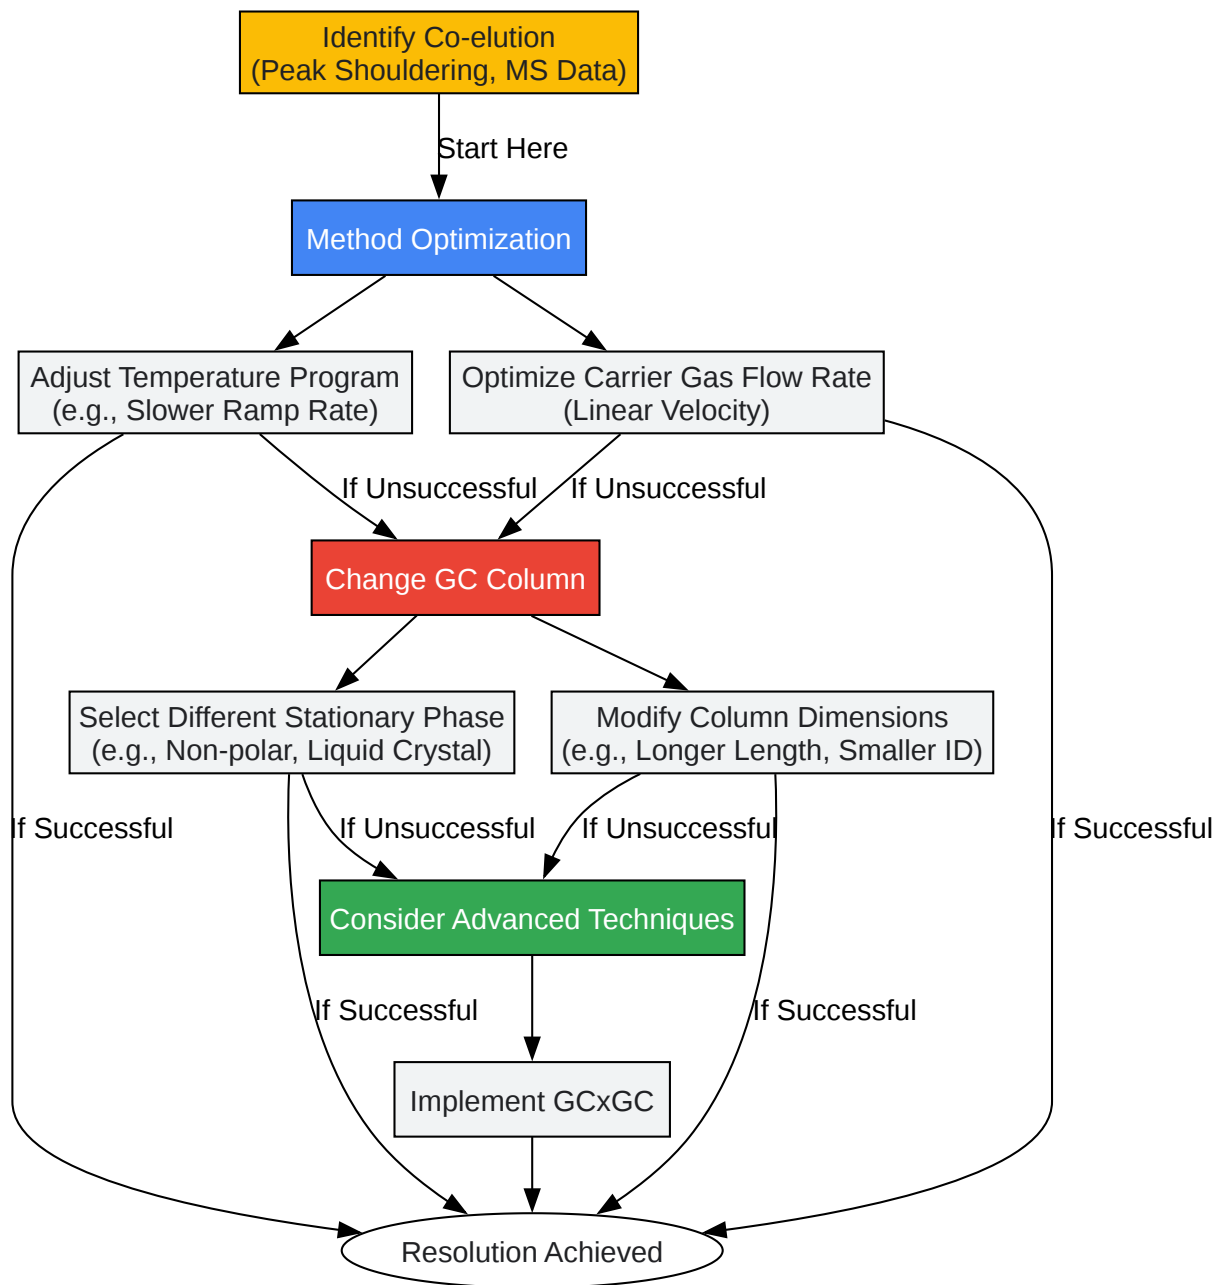 Identify Co-elution
(Peak Shouldering, MS Data)
Start Here
Method Optimization
Adjust Temperature Program
(e.g., Slower Ramp Rate)
Optimize Carrier Gas Flow Rate
(Linear Velocity)
If Unsuccessful
If Unsuccessful
Change GC Column
Select Different Stationary Phase
(e.g., Non-polar, Liquid Crystal)
Modify Column Dimensions
(e.g., Longer Length, Smaller ID)
If Successful
If Unsuccessful
If Unsuccessful
If Successful
Consider Advanced Techniques
If Successful
If Successful
Implement GCxGC
Resolution Achieved